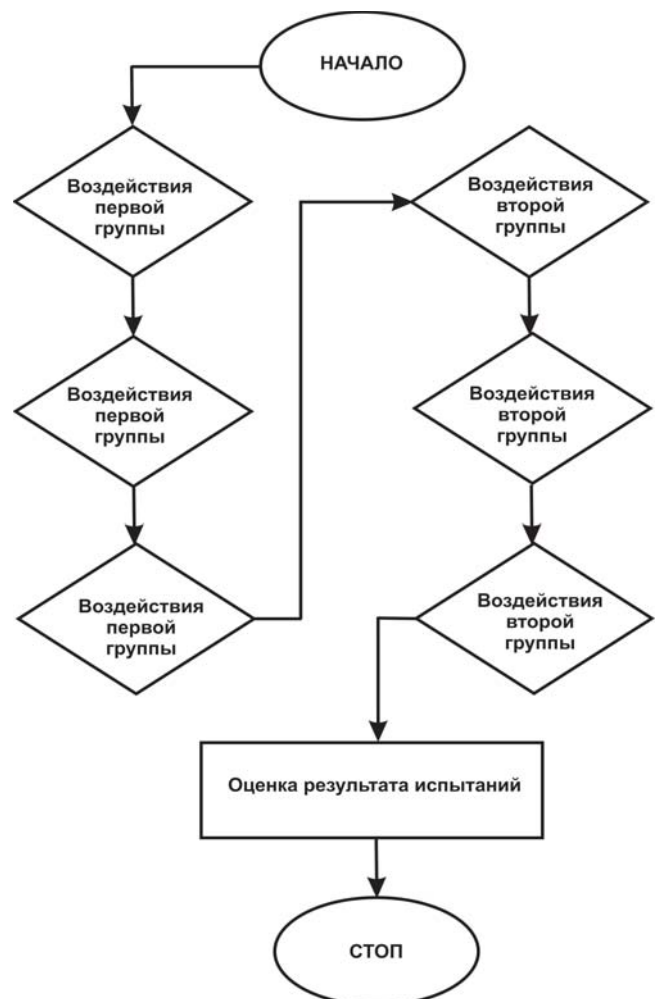 НАЧАЛО
Воздействия
первой
группы
Воздействия
первой
группы
Воздействия
первой
группы
Воздействия
второй
группы
Воздействия
второй
группы
Воздействия
второй
группы
Оценка результата испытаний
СТОП